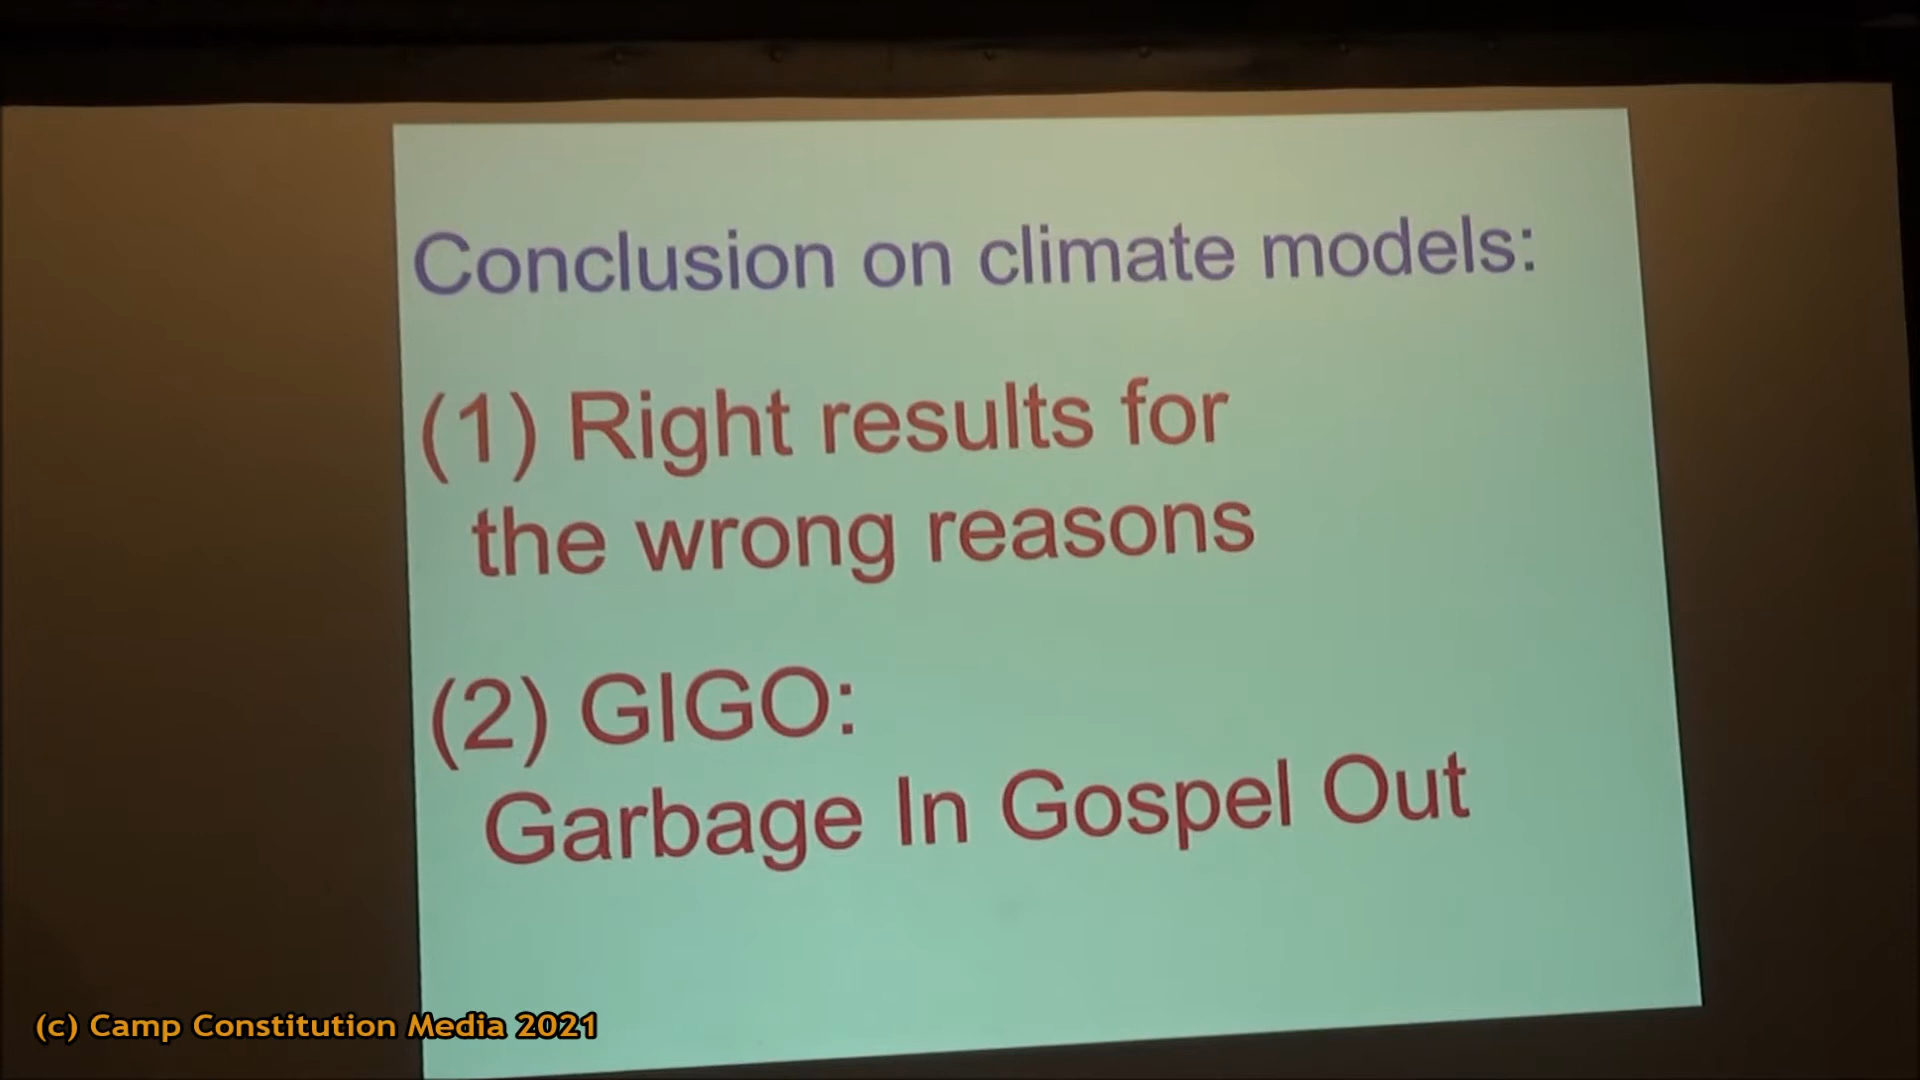 Conclusion on climate models:
(1) Right results for
the wrong reasons
(2) GIGO:
Garbage In Gospel Out
(c) Camp Constitution Media 2021